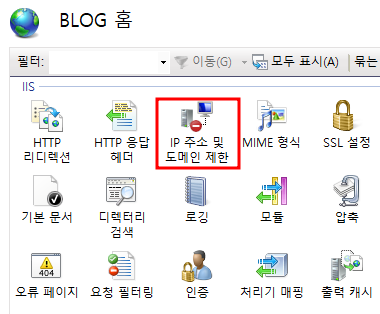 BLOG 홈
필터: 이동(G) 모두 표시(A) 묶는
IIS
HTTP 리디렉션
HTTP 응답 헤더
IP 주소 및 도메인 제한
MIME 형식
SSL 설정
기본 문서
디렉터리 검색
로깅
모듈
압축
404
오류 페이지
요청 필터링
인증
처리기 매핑
출력 캐시